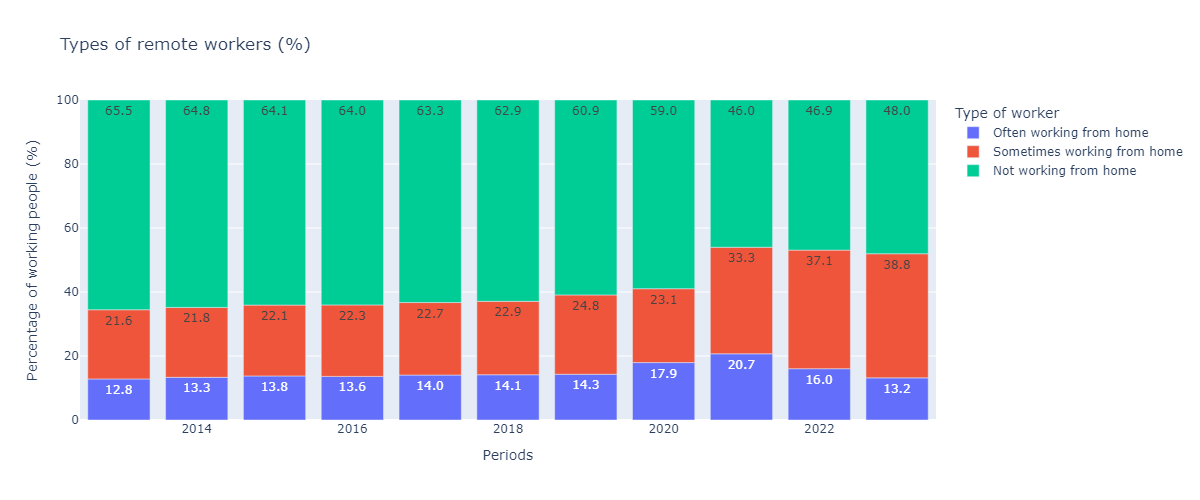 Types of remote workers (%)
100
80
60
40
20
0
Percentage of working people (%)
65.5 64.8 64.1 64.0 63.3 62.9 60.9 59.0 46.0 46.9 48.0
21.6 21.8 22.1 22.3 22.7 22.9 24.8 23.1 33.3 37.1 38.8
12.8 13.3 13.8 13.6 14.0 14.1 14.3 17.9 20.7 16.0 13.2
2014 2016 2018 2020 2022
Periods
Type of worker
Often working from home
Sometimes working from home
Not working from home